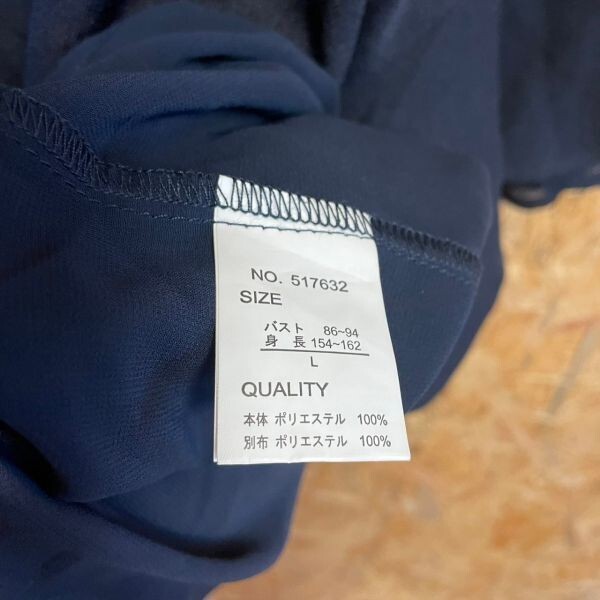 NO. 517632
SIZE
バスト 86~94
身 長 154~162
L
QUALITY
本体 ポリエステル 100%
別布 ポリエステル 100%